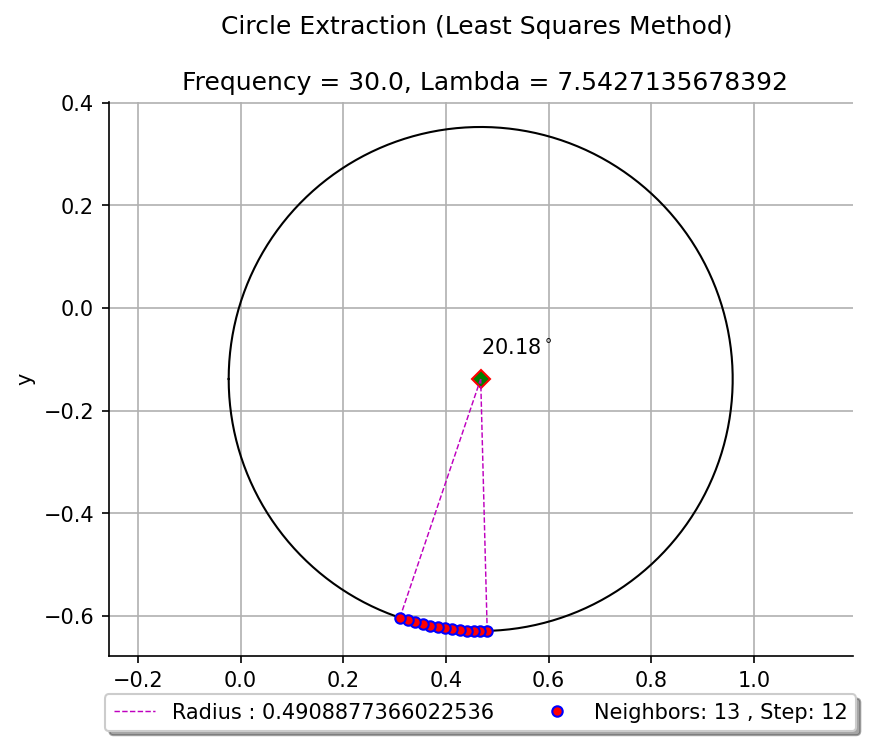 Circle Extraction (Least Squares Method)
Frequency = 30.0, Lambda = 7.5427135678392
0.4
0.2
0.0
−0.2
−0.4
−0.6
y
20.18°
−0.2 0.0 0.2 0.4 0.6 0.8 1.0
Radius : 0.4908877366022536 Neighbors: 13 , Step: 12